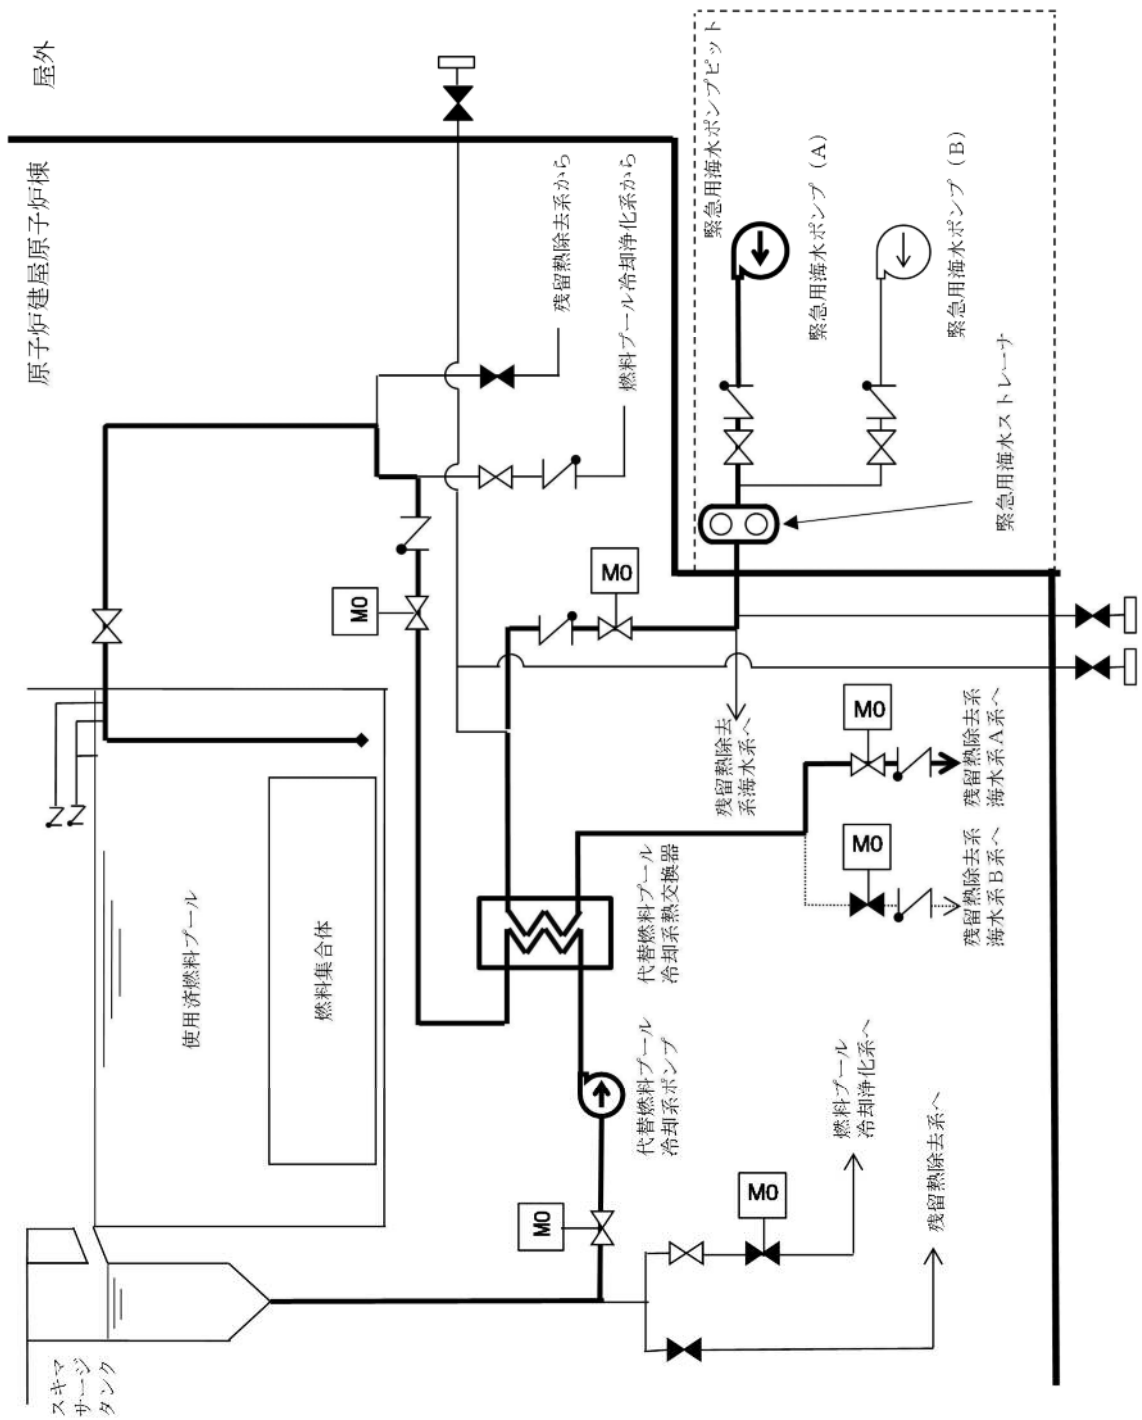 屋外
原子炉建屋原子炉棟
残留熱除去系から
燃料プール冷却浄化系から
緊急用海水ポンプピット
緊急用海水ポンプ（A）
緊急用海水ポンプ（B）
緊急用海水ストレーナ
MO
MO
MO
MO
MO
MO
残留熱除去
系海水系へ
残留熱除去系
海水系A系へ
残留熱除去系
海水系B系へ
代替燃料プール
冷却系熱交換器
代替燃料プール
冷却系ポンプ
燃料プール
冷却浄化系へ
残留熱除去系へ
使用済燃料プール
燃料集合体
スキマ
サージ
タンク